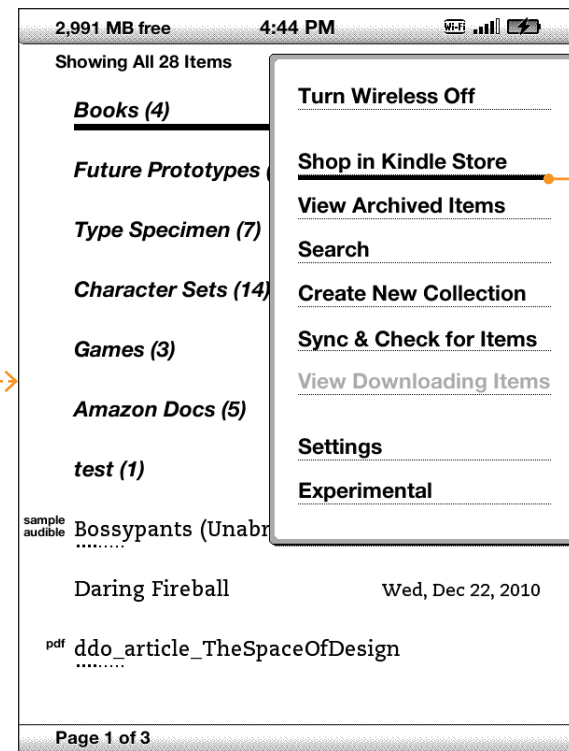 2,991 MB free 4:44 PM Wi-Fi
Showing All 28 Items
Books (4)
Future Prototypes (
Type Specimen (7)
Character Sets (14)
Games (3)
Amazon Docs (5)
test (1)
sample
audible Bossypants (Unabr
Daring Fireball Wed, Dec 22, 2010
pdf ddo_article_TheSpaceOfDesign
Page 1 of 3
Turn Wireless Off
Shop in Kindle Store
View Archived Items
Search
Create New Collection
Sync & Check for Items
View Downloading Items
Settings
Experimental